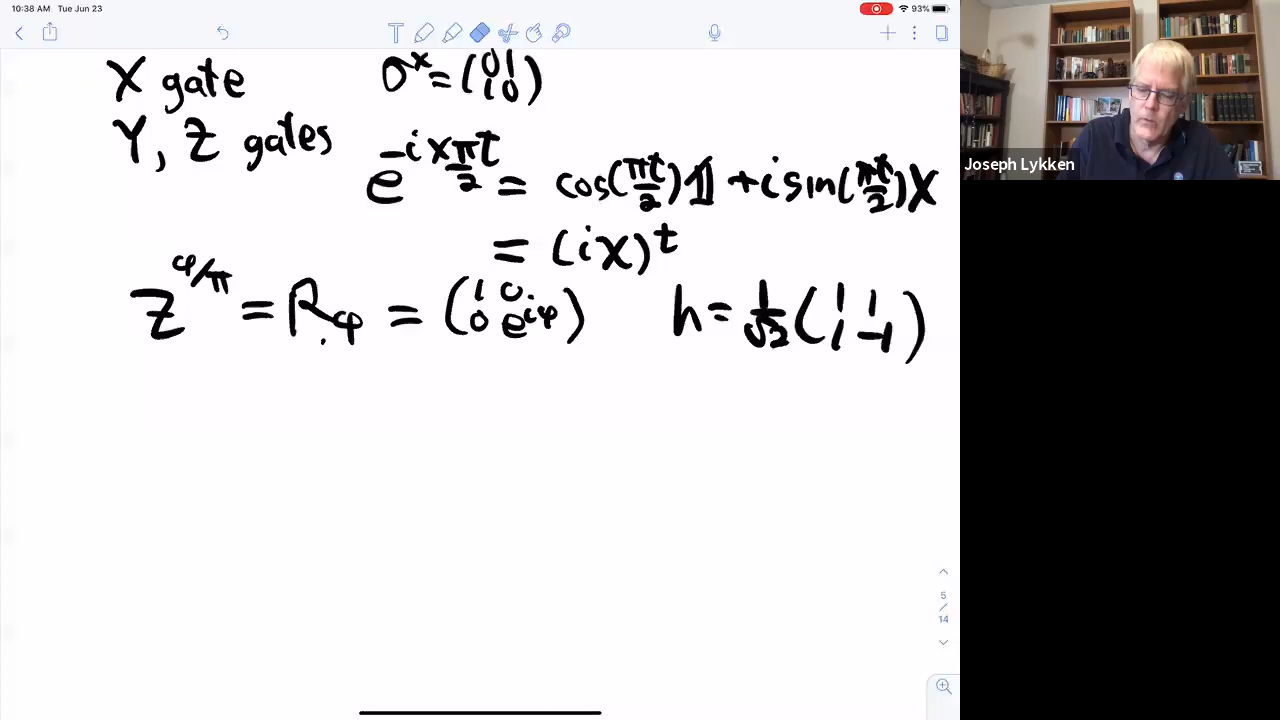 10:38 AM Tue Jun 23
93%
T
X gate σ^x = (0 1
1 0)
Y, Z gates
e^{-iXπt/2} = cos(πt/2)𝟙 + i sin(πt/2)X
= (iX)^t
Z^{φ/π} = R_φ = (1 0
0 e^{iφ}) h = 1/√2 (1 1
1 -1)
5
/
14
Joseph Lykken